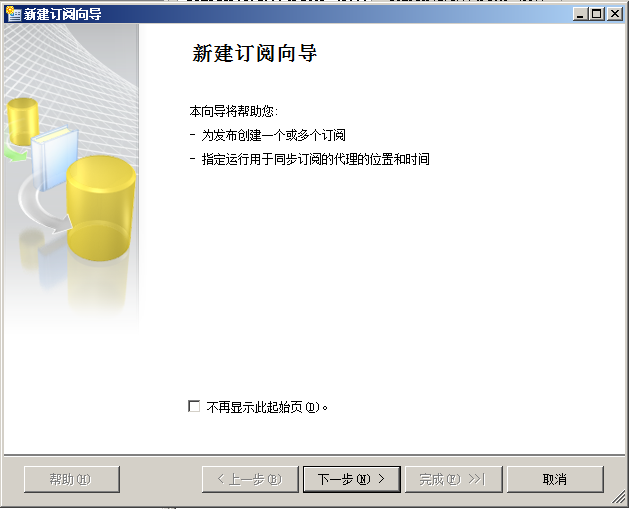 新建订阅向导
新建订阅向导
本向导将帮助您:
- 为发布创建一个或多个订阅
- 指定运行用于同步订阅的代理的位置和时间
不再显示此起始页(D)。
帮助(H)
< 上一步(B)
下一步(N) >
完成(F) >>|
取消